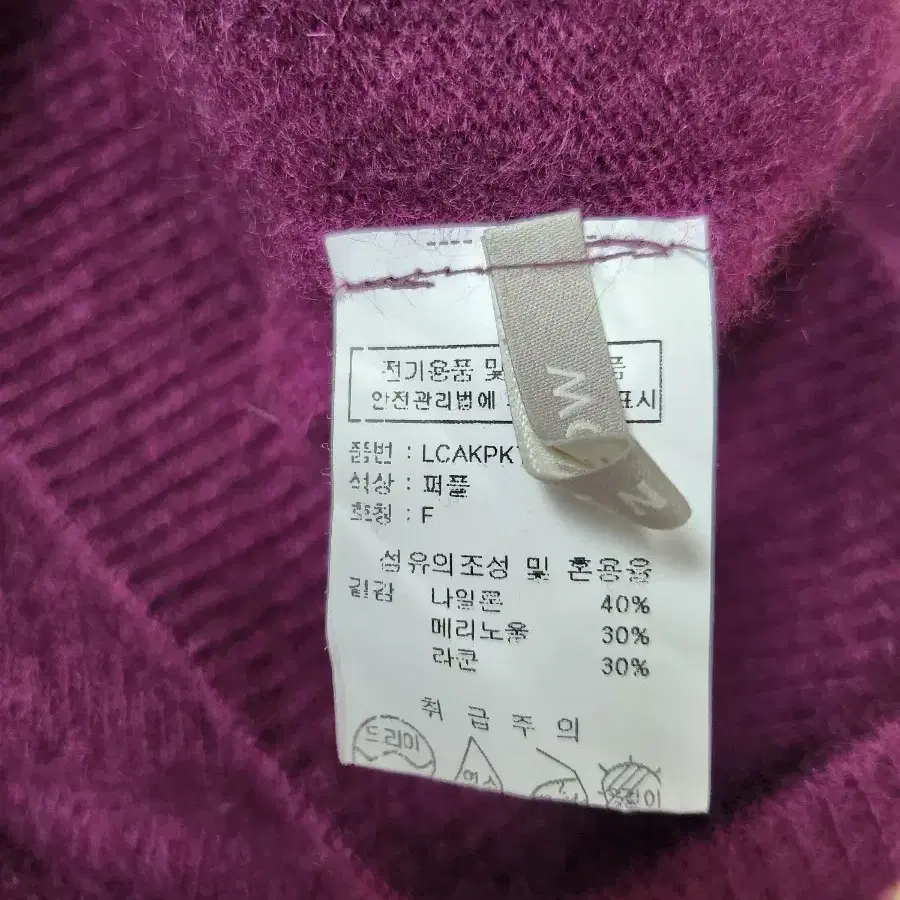 전기용품 및 품
안전관리법에 표시
품번 : LCAKPK
색상 : 퍼플
호칭 : F
섬유의조성 및 혼용율
겉감 나일론 40%
메리노울 30%
라쿤 30%
취급주의
드라이